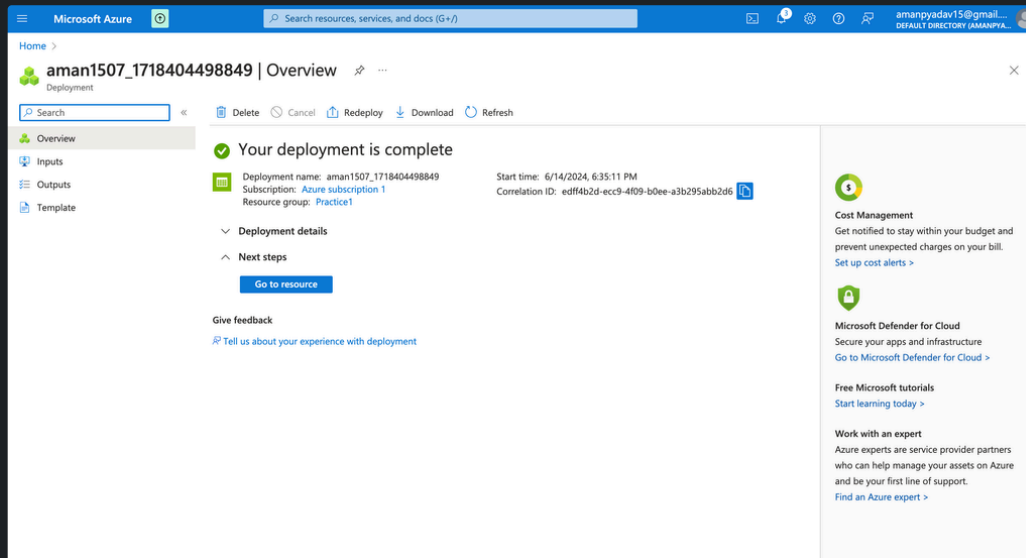 Microsoft Azure
Search resources, services, and docs (G+/)
3
amanpyadav15@gmail....
DEFAULT DIRECTORY (AMANPYA...
Home >
aman1507_1718404498849 | Overview
...
Deployment
Search
«
Delete
Cancel
Redeploy
Download
Refresh
Overview
Inputs
Outputs
Template
Your deployment is complete
Deployment name: aman1507_1718404498849
Subscription: Azure subscription 1
Resource group: Practice1
Start time: 6/14/2024, 6:35:11 PM
Correlation ID: edff4b2d-ecc9-4f09-b0ee-a3b295abb2d6
Deployment details
Next steps
Go to resource
Give feedback
Tell us about your experience with deployment
$
Cost Management
Get notified to stay within your budget and
prevent unexpected charges on your bill.
Set up cost alerts >
Microsoft Defender for Cloud
Secure your apps and infrastructure
Go to Microsoft Defender for Cloud >
Free Microsoft tutorials
Start learning today >
Work with an expert
Azure experts are service provider partners
who can help manage your assets on Azure
and be your first line of support.
Find an Azure expert >